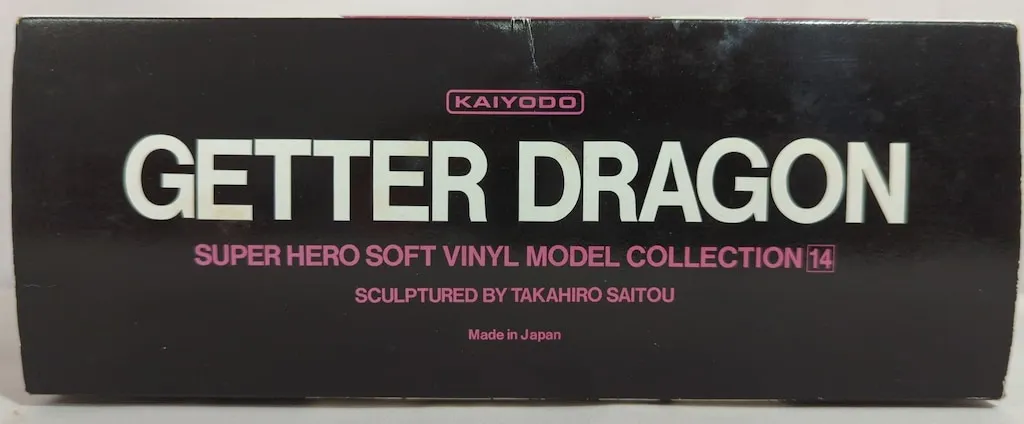 KAIYODO
GETTER DRAGON
SUPER HERO SOFT VINYL MODEL COLLECTION 14
SCULPTURED BY TAKAHIRO SAITOU
Made in Japan